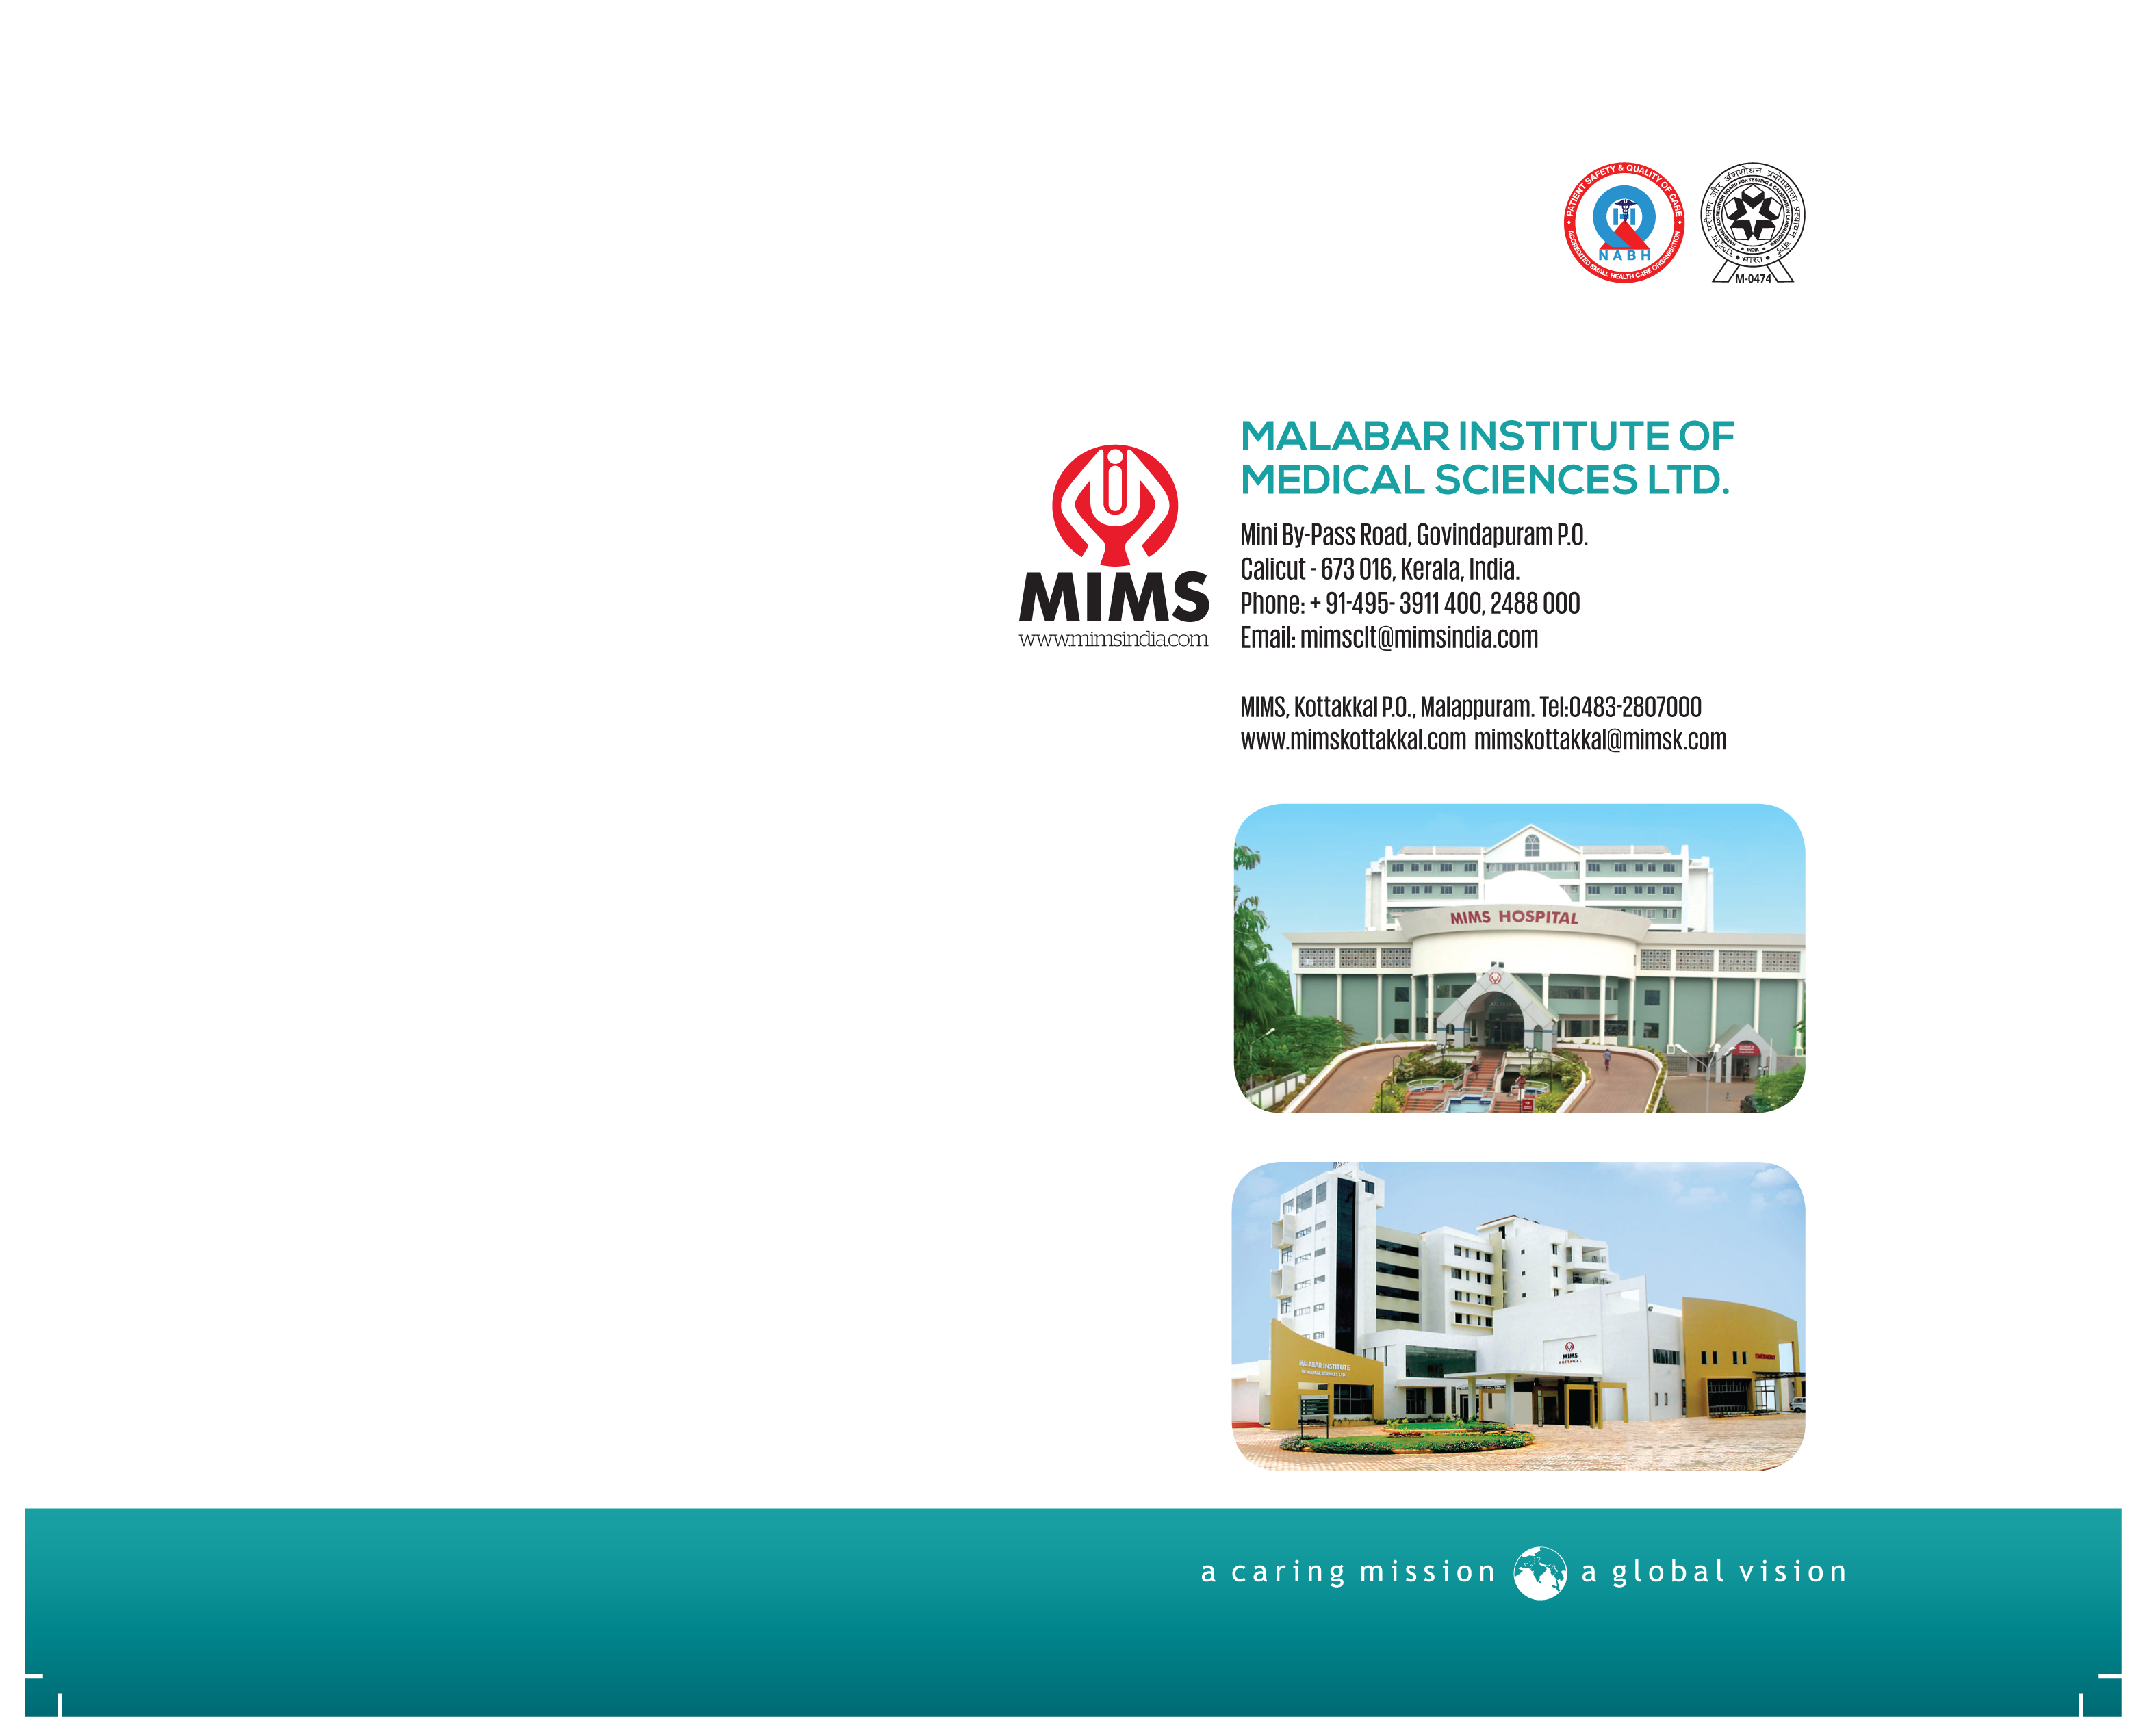 PATIENT SAFETY & QUALITY OF CARE
NABH
ACCREDITED SMALL HEALTH CARE ORGANISATION
परीक्षण और अंशशोधन प्रयोगशाला प्रत्यायन बोर्ड
NATIONAL ACCREDITATION BOARD FOR TESTING & CALIBRATION LABORATORIES
INDIA
भारत
M-0474
MALABAR INSTITUTE OF
MEDICAL SCIENCES LTD.
Mini By-Pass Road, Govindapuram P.O.
Calicut - 673 016, Kerala, India.
Phone: + 91-495- 3911 400, 2488 000
Email: mimsclt@mimsindia.com
MIMS
www.mimsindia.com
MIMS, Kottakkal P.O., Malappuram. Tel:0483-2807000
www.mimskottakkal.com mimskottakkal@mimsk.com
MIMS HOSPITAL
MIMS
KOTTAKAL
MALABAR INSTITUTE
OF MEDICAL SCIENCES LTD.
EMERGENCY
a caring mission a global vision